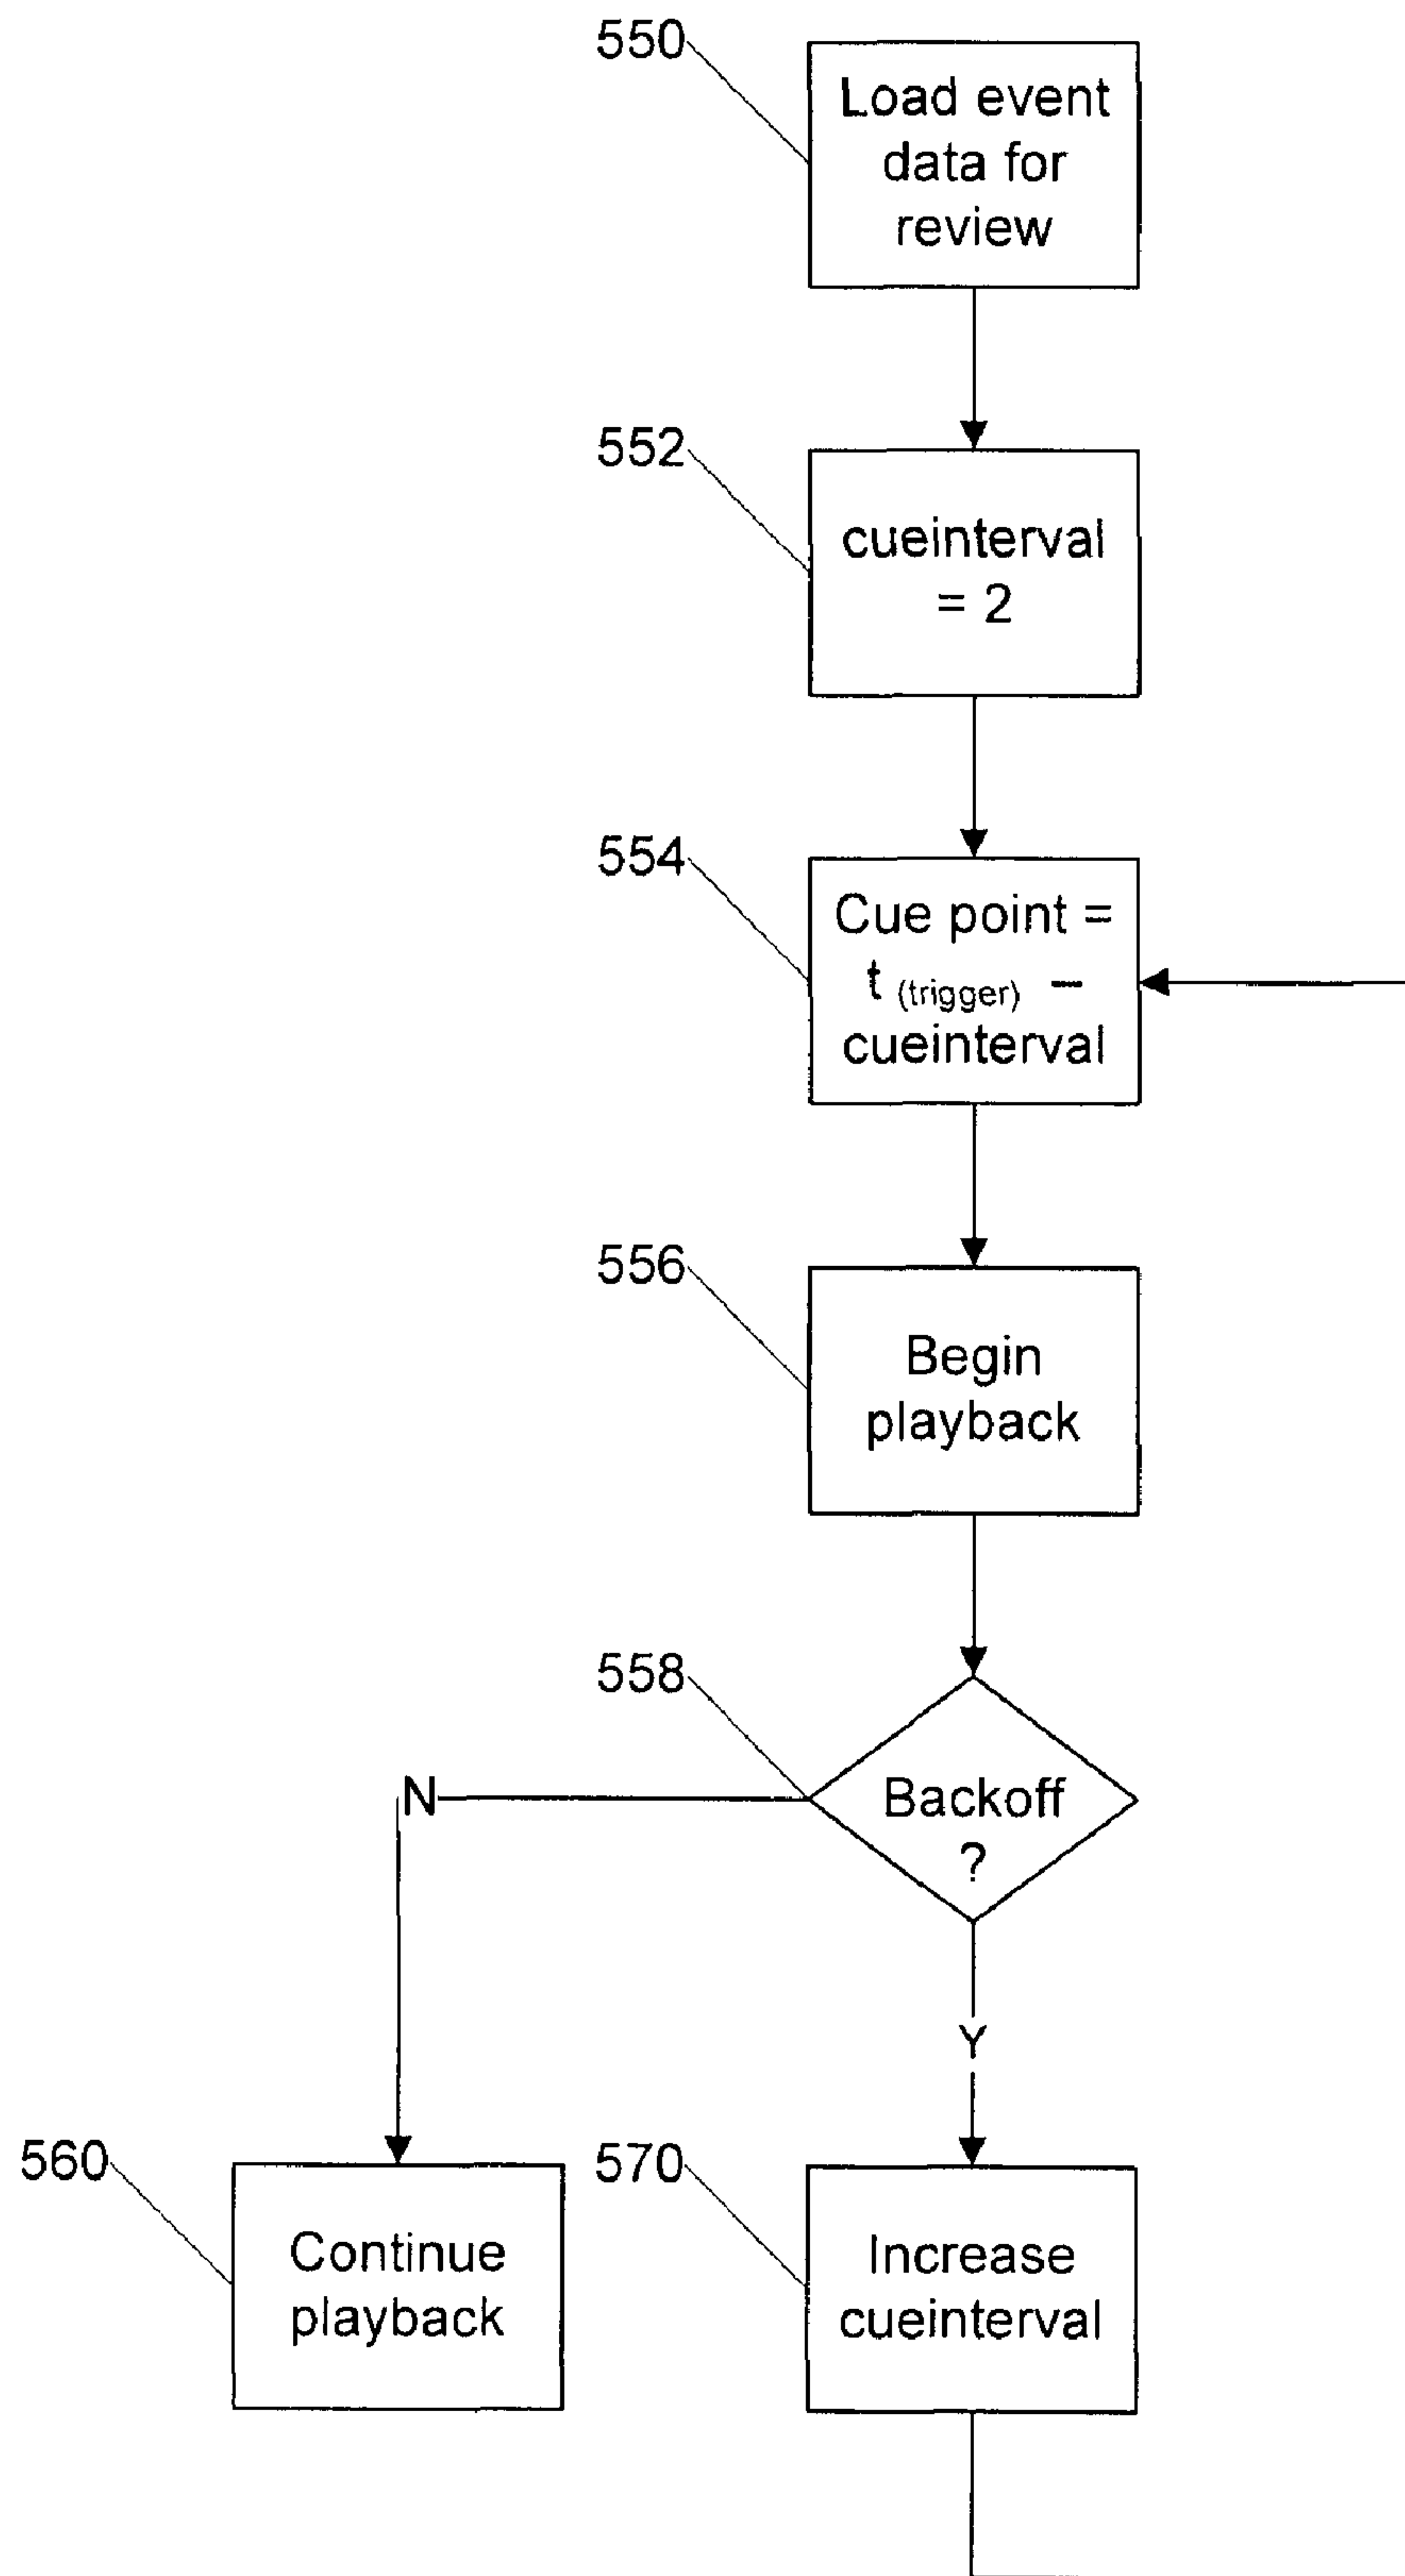 550
Load event
data for
review
552
cueinterval
= 2
554
Cue point =
t (trigger) –
cueinterval
556
Begin
playback
558
Backoff
?
N
Y
560
Continue
playback
570
Increase
cueinterval